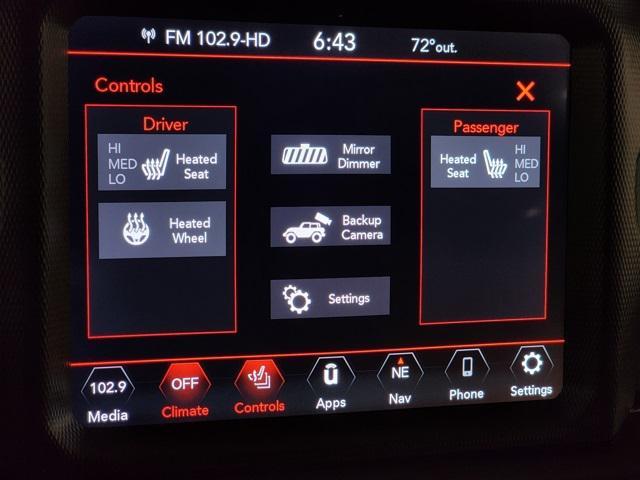 FM 102.9-HD 6:43 72°out.
Controls
Driver
HI
MED
LO
Heated
Seat
Heated
Wheel
Mirror
Dimmer
Backup
Camera
Settings
Passenger
Heated
Seat
HI
MED
LO
102.9
Media
OFF
Climate
Controls
Apps
NE
Nav
Phone
Settings